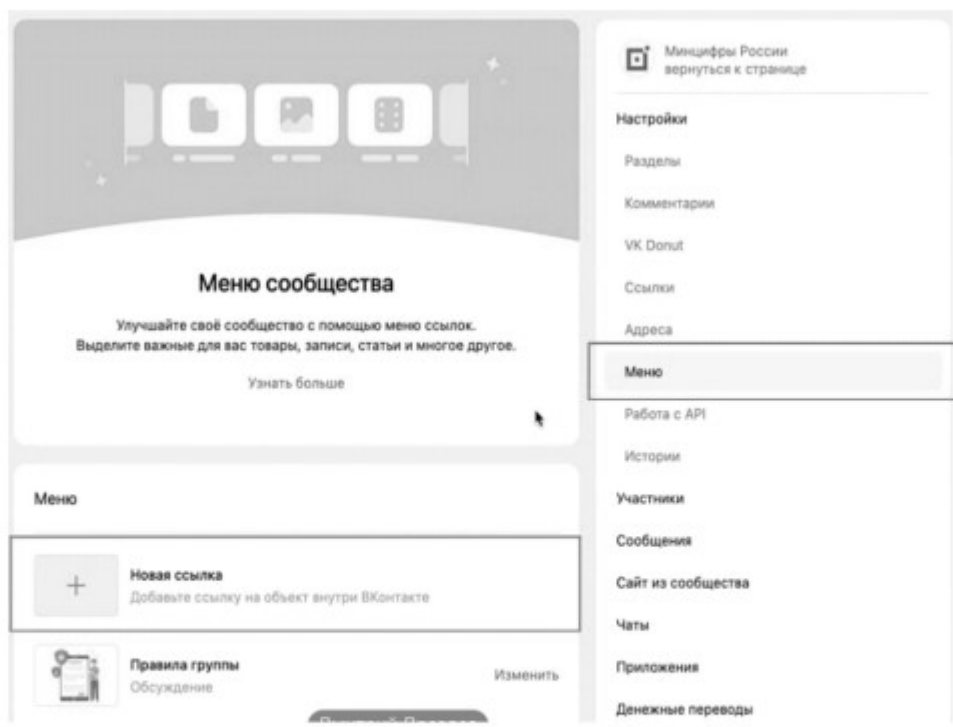 Меню сообщества
Улучшайте своё сообщество с помощью меню ссылок.
Выделите важные для вас товары, записи, статьи и многое другое.
Узнать больше
Меню
Новая ссылка
Добавьте ссылку на объект внутри ВКонтакте
Правила группы
Обсуждение
Изменить
Минцифры России
вернуться к странице
Настройки
Разделы
Комментарии
VK Donut
Ссылки
Адреса
Меню
Работа с API
Истории
Участники
Сообщения
Сайт из сообщества
Чаты
Приложения
Денежные переводы